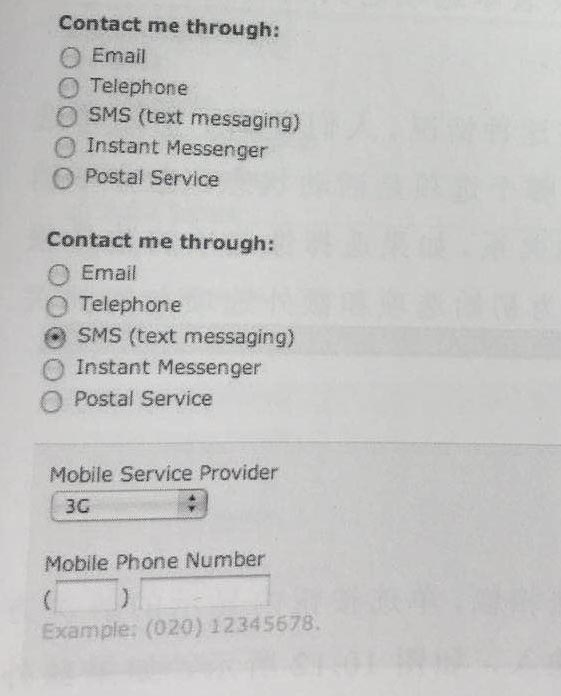 Contact me through:
Email
Telephone
SMS (text messaging)
Instant Messenger
Postal Service
Contact me through:
Email
Telephone
SMS (text messaging)
Instant Messenger
Postal Service
Mobile Service Provider
3G
Mobile Phone Number
( )
Example: (020) 12345678.